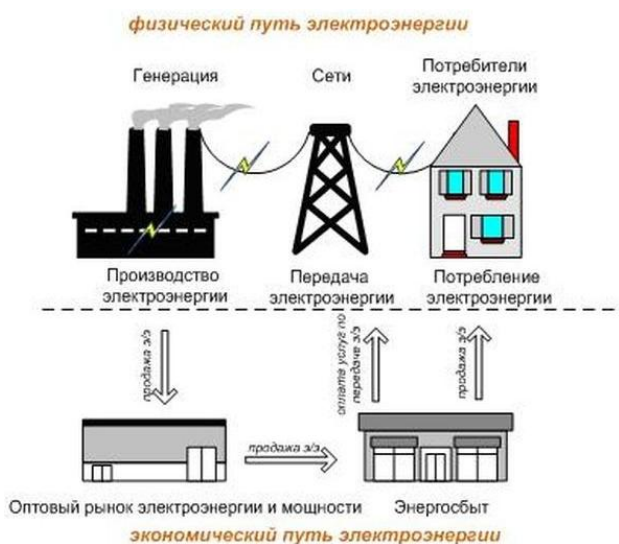 физический путь электроэнергии
Генерация
Сети
Потребители
электроэнергии
Производство
электроэнергии
Передача
электроэнергии
Потребление
электроэнергии
продажа э/э
оплата услуг по
передаче э/э
продажа э/э
продажа э/э
Оптовый рынок электроэнергии и мощности
Энергосбыт
экономический путь электроэнергии